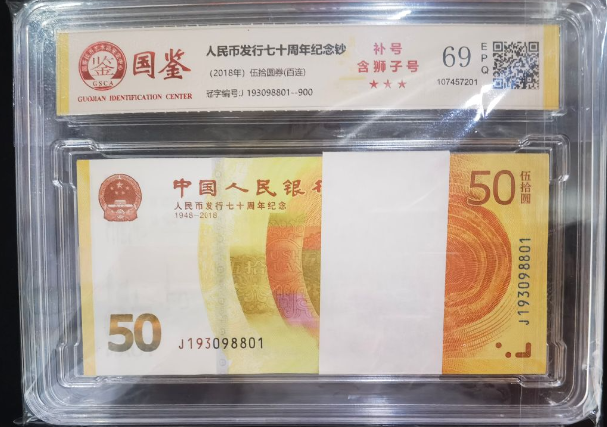 国鉴
GSCA
GUOJIAN IDENTIFICATION CENTER
人民币发行七十周年纪念钞
(2018年) 伍拾圆券(百连)
冠字编号:J 193098801--900
补号
含狮子号
★★★
69
EPQ
107457201
中国人民银
人民币发行七十周年纪念
1948-2018
50
伍拾圆
J193098801
50
J193098801